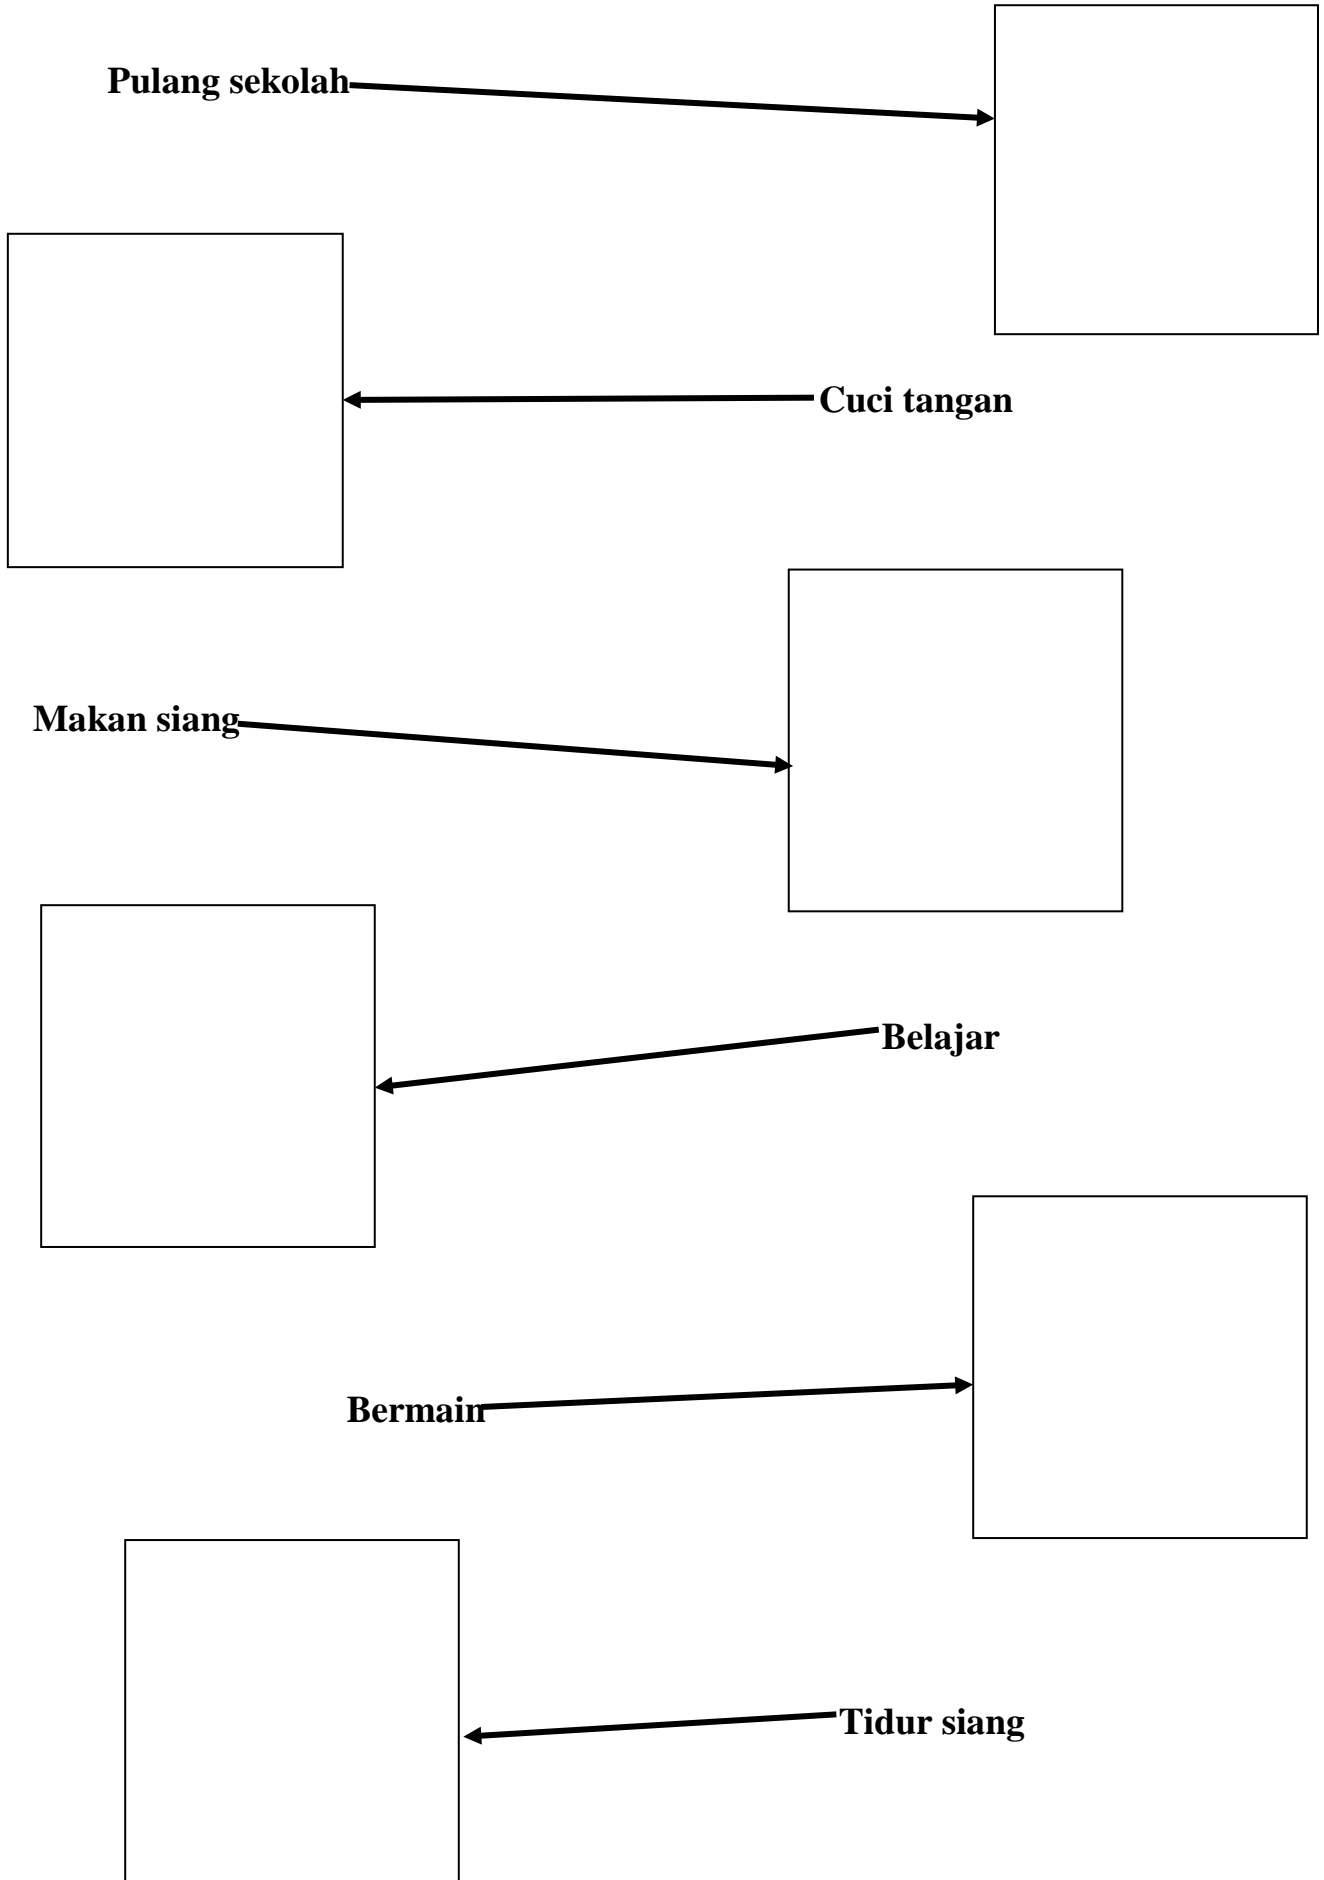 Pulang sekolah
Cuci tangan
Makan siang
Belajar
Bermain
Tidur siang